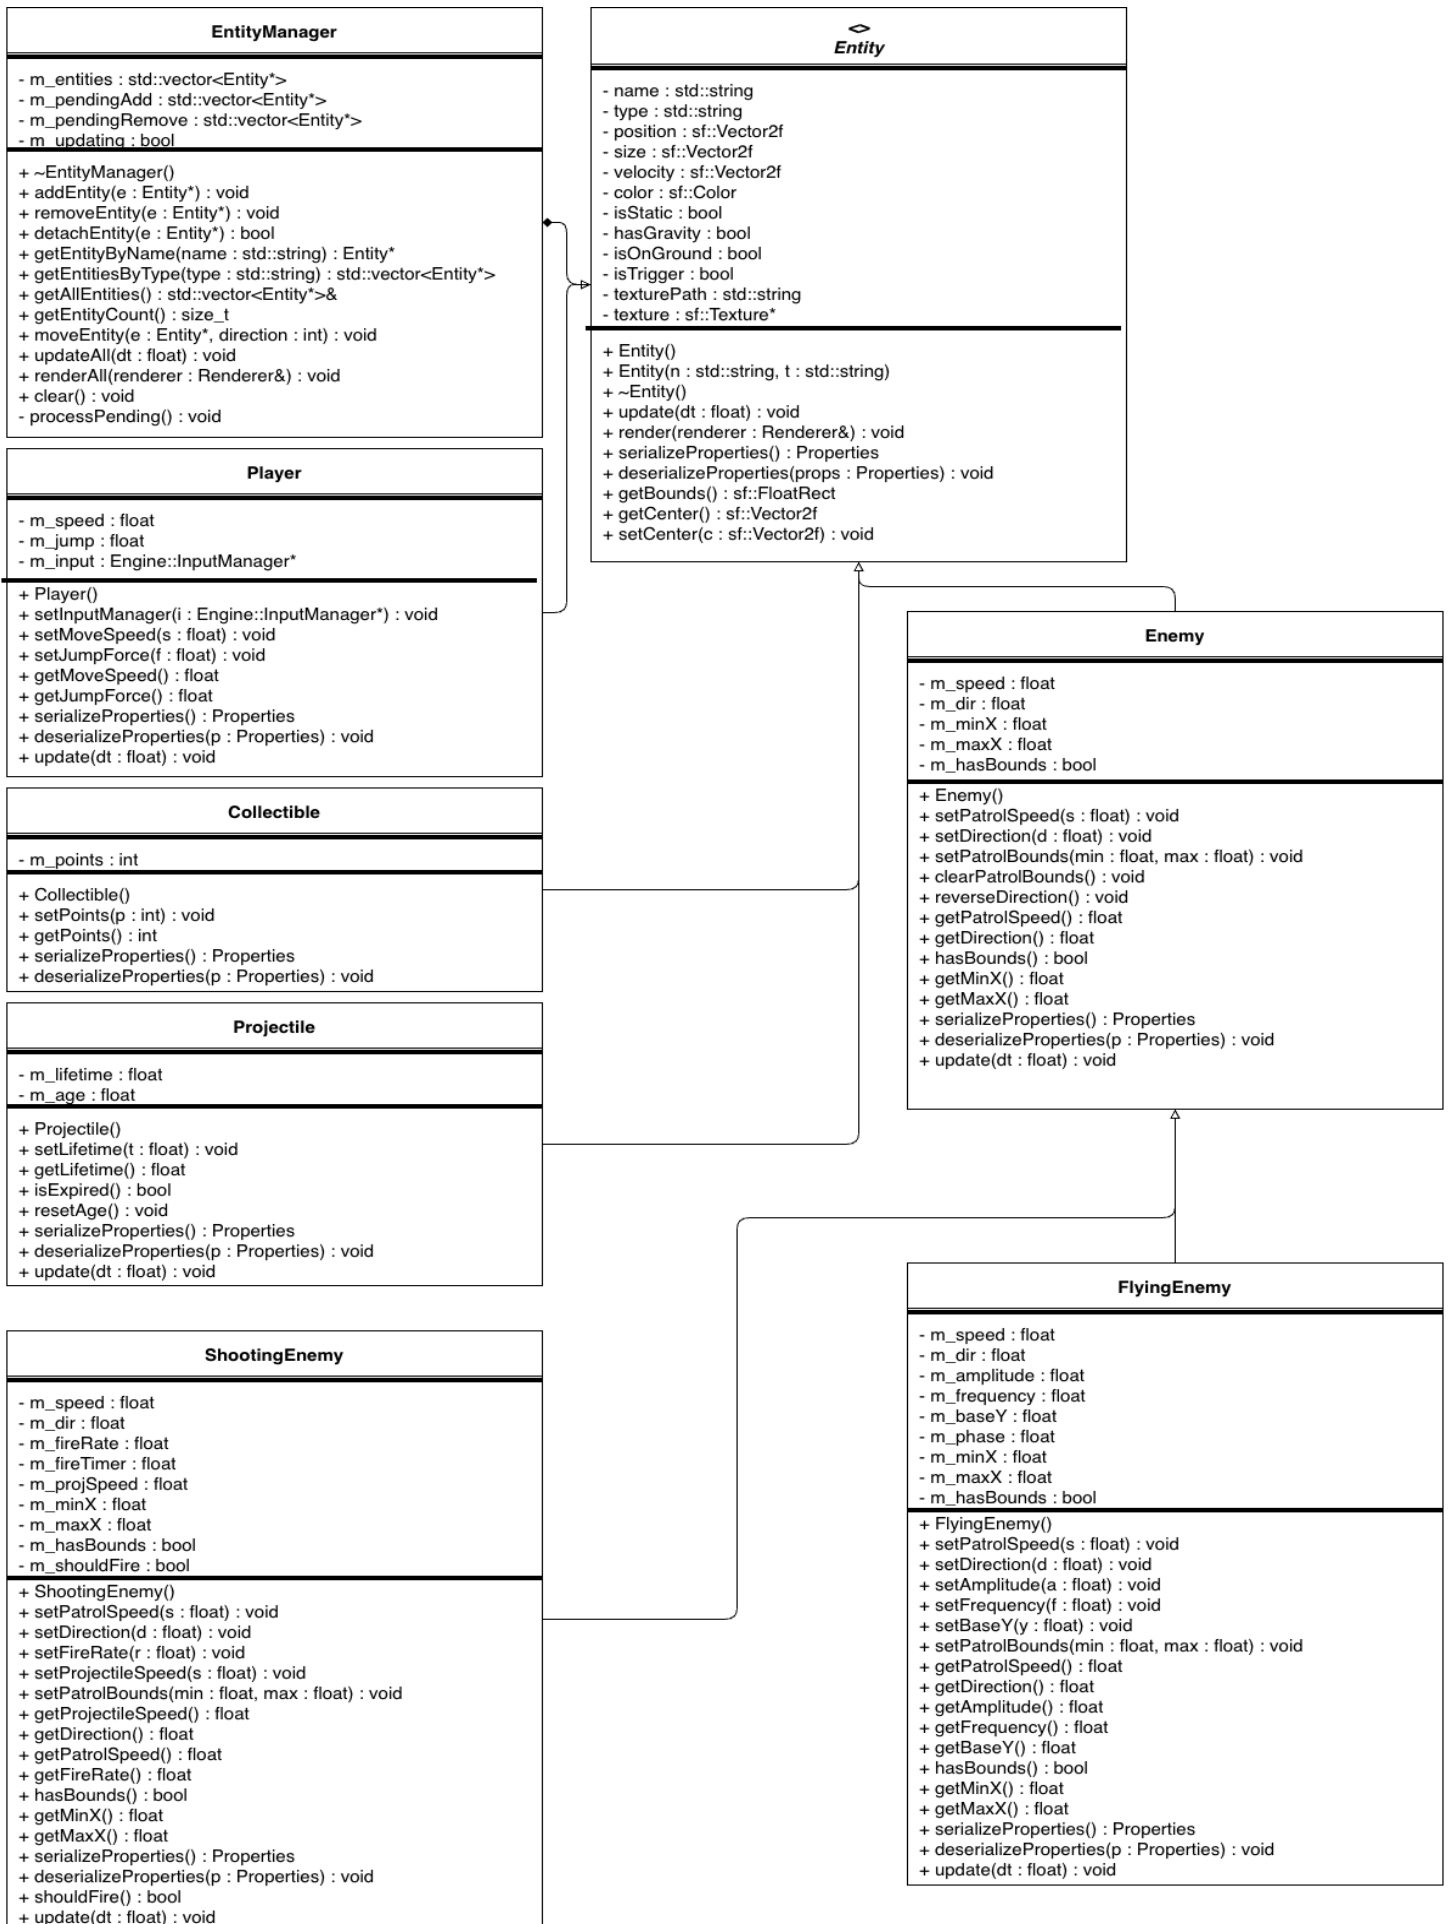 EntityManager
- m_entities : std::vector<Entity*>
- m_pendingAdd : std::vector<Entity*>
- m_pendingRemove : std::vector<Entity*>
- m_updating : bool
+ ~EntityManager()
+ addEntity(e : Entity*) : void
+ removeEntity(e : Entity*) : void
+ detachEntity(e : Entity*) : bool
+ getEntityByName(name : std::string) : Entity*
+ getEntitiesByType(type : std::string) : std::vector<Entity*>
+ getAllEntities() : std::vector<Entity*>&
+ getEntityCount() : size_t
+ moveEntity(e : Entity*, direction : int) : void
+ updateAll(dt : float) : void
+ renderAll(renderer : Renderer&) : void
+ clear() : void
- processPending() : void
<>
Entity
- name : std::string
- type : std::string
- position : sf::Vector2f
- size : sf::Vector2f
- velocity : sf::Vector2f
- color : sf::Color
- isStatic : bool
- hasGravity : bool
- isOnGround : bool
- isTrigger : bool
- texturePath : std::string
- texture : sf::Texture*
+ Entity()
+ Entity(n : std::string, t : std::string)
+ ~Entity()
+ update(dt : float) : void
+ render(renderer : Renderer&) : void
+ serializeProperties() : Properties
+ deserializeProperties(props : Properties) : void
+ getBounds() : sf::FloatRect
+ getCenter() : sf::Vector2f
+ setCenter(c : sf::Vector2f) : void
Player
- m_speed : float
- m_jump : float
- m_input : Engine::InputManager*
+ Player()
+ setInputManager(i : Engine::InputManager*) : void
+ setMoveSpeed(s : float) : void
+ setJumpForce(f : float) : void
+ getMoveSpeed() : float
+ getJumpForce() : float
+ serializeProperties() : Properties
+ deserializeProperties(p : Properties) : void
+ update(dt : float) : void
Enemy
- m_speed : float
- m_dir : float
- m_minX : float
- m_maxX : float
- m_hasBounds : bool
+ Enemy()
+ setPatrolSpeed(s : float) : void
+ setDirection(d : float) : void
+ setPatrolBounds(min : float, max : float) : void
+ clearPatrolBounds() : void
+ reverseDirection() : void
+ getPatrolSpeed() : float
+ getDirection() : float
+ hasBounds() : bool
+ getMinX() : float
+ getMaxX() : float
+ serializeProperties() : Properties
+ deserializeProperties(p : Properties) : void
+ update(dt : float) : void
Collectible
- m_points : int
+ Collectible()
+ setPoints(p : int) : void
+ getPoints() : int
+ serializeProperties() : Properties
+ deserializeProperties(p : Properties) : void
Projectile
- m_lifetime : float
- m_age : float
+ Projectile()
+ setLifetime(t : float) : void
+ getLifetime() : float
+ isExpired() : bool
+ resetAge() : void
+ serializeProperties() : Properties
+ deserializeProperties(p : Properties) : void
+ update(dt : float) : void
ShootingEnemy
- m_speed : float
- m_dir : float
- m_fireRate : float
- m_fireTimer : float
- m_projSpeed : float
- m_minX : float
- m_maxX : float
- m_hasBounds : bool
- m_shouldFire : bool
+ ShootingEnemy()
+ setPatrolSpeed(s : float) : void
+ setDirection(d : float) : void
+ setFireRate(r : float) : void
+ setProjectileSpeed(s : float) : void
+ setPatrolBounds(min : float, max : float) : void
+ getProjectileSpeed() : float
+ getDirection() : float
+ getPatrolSpeed() : float
+ getFireRate() : float
+ hasBounds() : bool
+ getMinX() : float
+ getMaxX() : float
+ serializeProperties() : Properties
+ deserializeProperties(p : Properties) : void
+ shouldFire() : bool
+ update(dt : float) : void
FlyingEnemy
- m_speed : float
- m_dir : float
- m_amplitude : float
- m_frequency : float
- m_baseY : float
- m_phase : float
- m_minX : float
- m_maxX : float
- m_hasBounds : bool
+ FlyingEnemy()
+ setPatrolSpeed(s : float) : void
+ setDirection(d : float) : void
+ setAmplitude(a : float) : void
+ setFrequency(f : float) : void
+ setBaseY(y : float) : void
+ setPatrolBounds(min : float, max : float) : void
+ getPatrolSpeed() : float
+ getDirection() : float
+ getAmplitude() : float
+ getFrequency() : float
+ getBaseY() : float
+ hasBounds() : bool
+ getMinX() : float
+ getMaxX() : float
+ serializeProperties() : Properties
+ deserializeProperties(p : Properties) : void
+ update(dt : float) : void